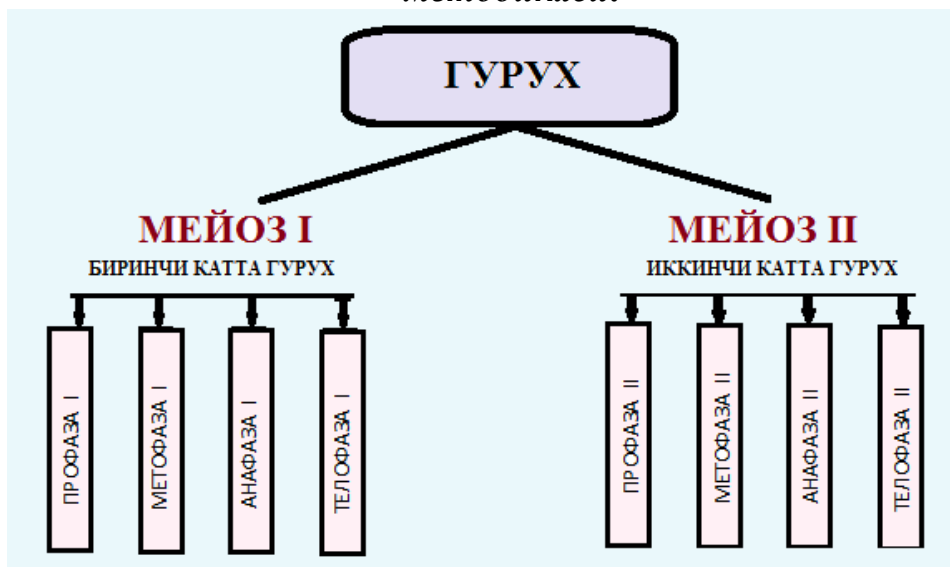 ГУРУХ
МЕЙОЗ I
БИРИНЧИ КАТТА ГУРУХ
ПРОФАЗА I
МЕТОФАЗА I
АНАФАЗА I
ТЕЛОФАЗА I
МЕЙОЗ II
ИККИНЧИ КАТТА ГУРУХ
ПРОФАЗА II
МЕТОФАЗА II
АНАФАЗА II
ТЕЛОФАЗА II